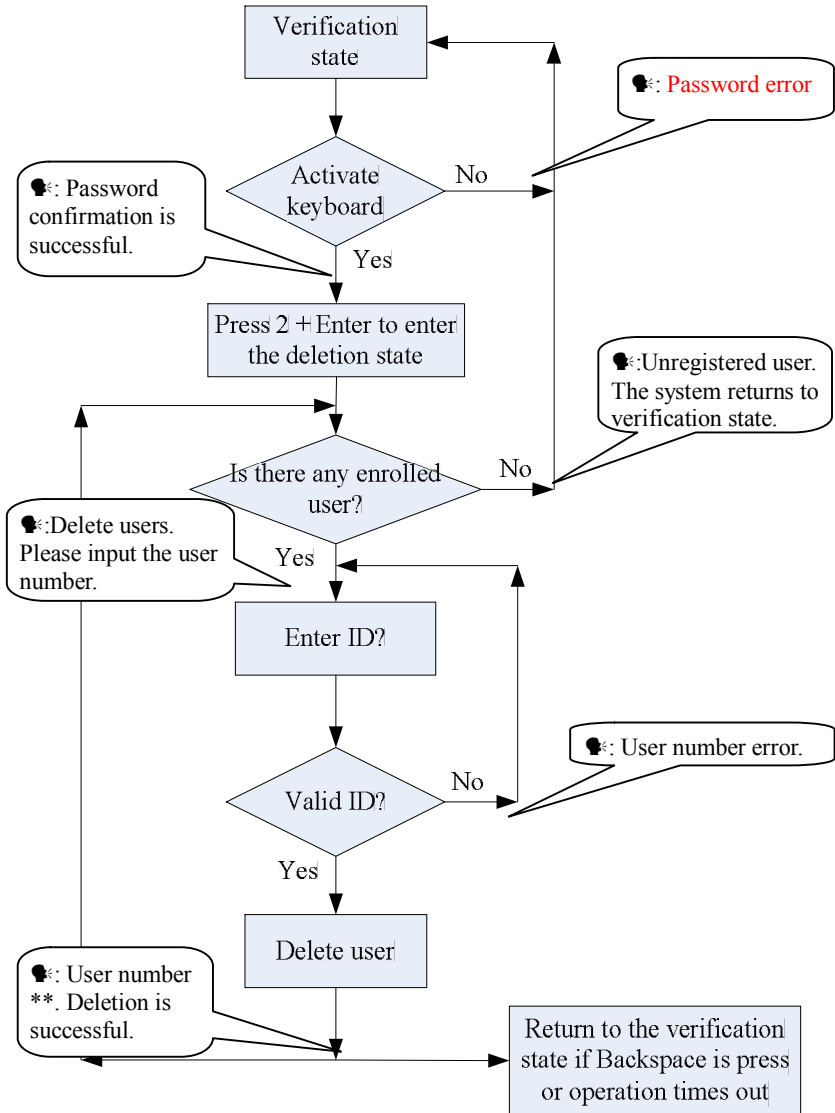 Verification
state
🗣: Password error
Activate
keyboard
No
🗣: Password
confirmation is
successful.
Yes
Press 2 + Enter to enter
the deletion state
🗣:Unregistered user.
The system returns to
verification state.
Is there any enrolled
user?
No
🗣:Delete users.
Please input the user
number.
Yes
Enter ID?
🗣: User number error.
Valid ID?
No
Yes
Delete user
🗣: User number
**. Deletion is
successful.
Return to the verification
state if Backspace is press
or operation times out